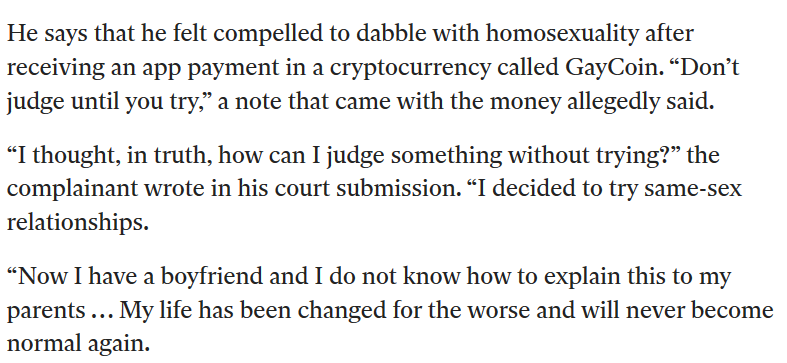 He says that he felt compelled to dabble with homosexuality after
receiving an app payment in a cryptocurrency called GayCoin. “Don’t
judge until you try,” a note that came with the money allegedly said.
“I thought, in truth, how can I judge something without trying?” the
complainant wrote in his court submission. “I decided to try same-sex
relationships.
“Now I have a boyfriend and I do not know how to explain this to my
parents ... My life has been changed for the worse and will never become
normal again.